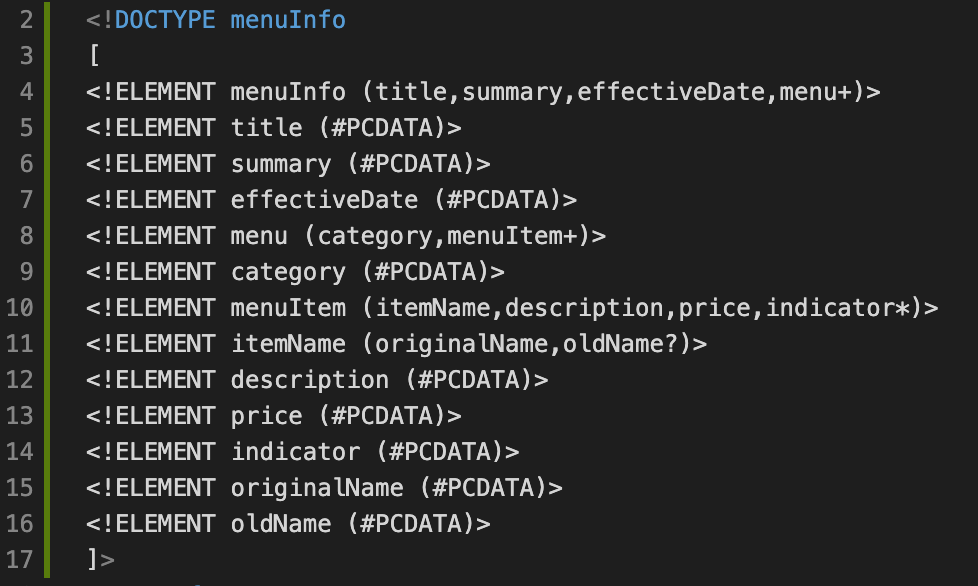 2 <!DOCTYPE menuInfo
3 [
4 <!ELEMENT menuInfo (title,summary,effectiveDate,menu+)>
5 <!ELEMENT title (#PCDATA)>
6 <!ELEMENT summary (#PCDATA)>
7 <!ELEMENT effectiveDate (#PCDATA)>
8 <!ELEMENT menu (category,menuItem+)>
9 <!ELEMENT category (#PCDATA)>
10 <!ELEMENT menuItem (itemName,description,price,indicator*)>
11 <!ELEMENT itemName (originalName,oldName?)>
12 <!ELEMENT description (#PCDATA)>
13 <!ELEMENT price (#PCDATA)>
14 <!ELEMENT indicator (#PCDATA)>
15 <!ELEMENT originalName (#PCDATA)>
16 <!ELEMENT oldName (#PCDATA)>
17 ]>